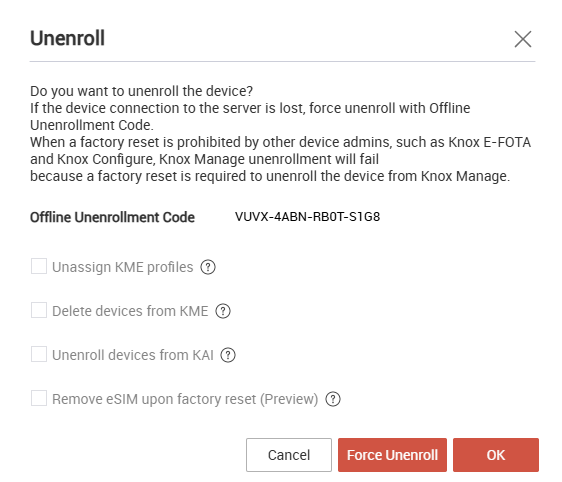 Unenroll
Do you want to unenroll the device?
If the device connection to the server is lost, force unenroll with Offline
Unenrollment Code.
When a factory reset is prohibited by other device admins, such as Knox E-FOTA
and Knox Configure, Knox Manage unenrollment will fail
because a factory reset is required to unenroll the device from Knox Manage.
Offline Unenrollment Code VUVX-4ABN-RB0T-S1G8
Unassign KME profiles ?
Delete devices from KME ?
Unenroll devices from KAI ?
Remove eSIM upon factory reset (Preview) ?
Cancel Force Unenroll OK